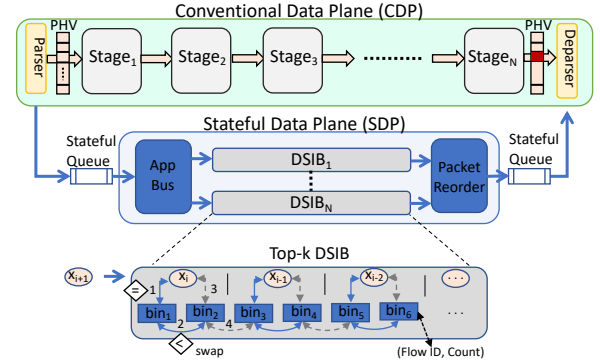 Conventional Data Plane (CDP)
Parser
PHV
Stage1
Stage2
Stage3
StageN
PHV
Deparser
Stateful Data Plane (SDP)
Stateful
Queue
App
Bus
DSIB1
DSIBN
Packet
Reorder
Stateful
Queue
Top-k DSIB
xi+1
xi
xi-1
xi-2
...
= 1
3
bin1
bin2
bin3
bin4
bin5
bin6
...
2
4
< swap
(Flow ID, Count)